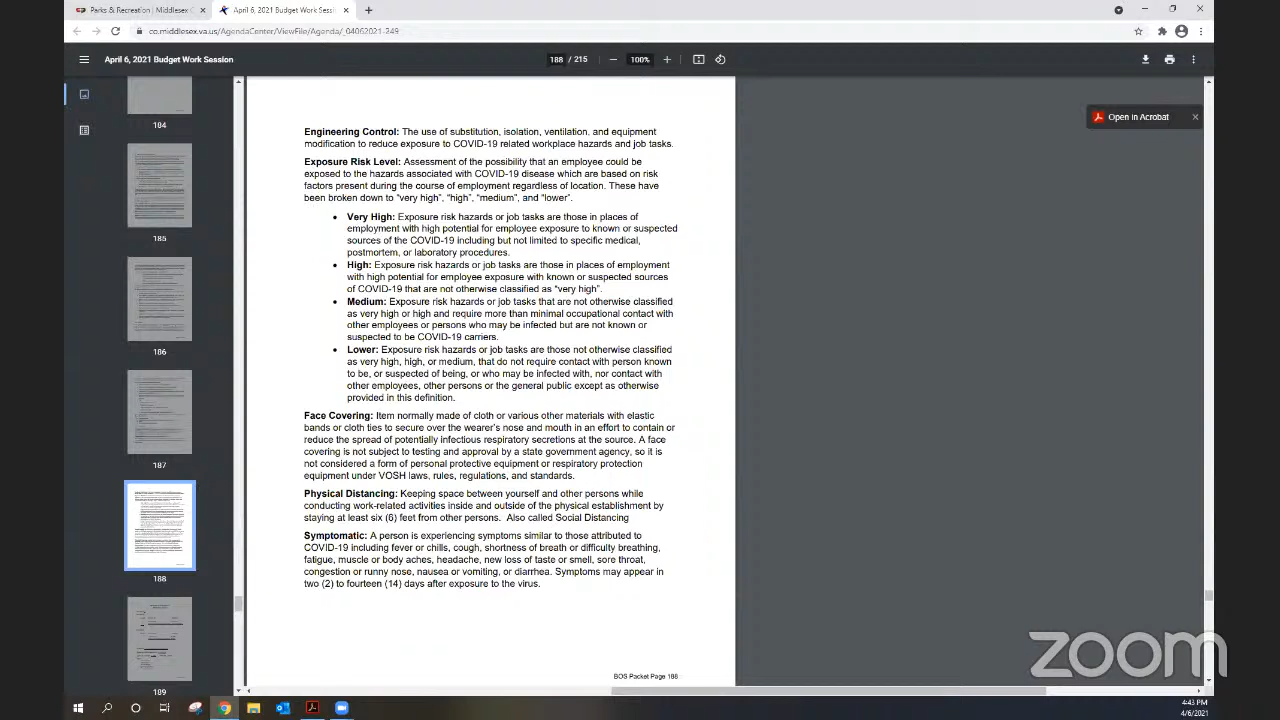 Parks & Recreation | Middlesex C
April 6, 2021 Budget Work Sessi
co.middlesex.va.us/AgendaCenter/ViewFile/Agenda/_04062021-249
April 6, 2021 Budget Work Session
188 / 215
100%
Open in Acrobat
184
185
186
187
188
189
Engineering Control: The use of substitution, isolation, ventilation, and equipment
modification to reduce exposure to COVID-19 related workplace hazards and job tasks.
Exposure Risk Level: Assessment of the possibility that an employee could be
exposed to the hazards associated with COVID-19 disease which are based on risk
factors present during the course of employment regardless of location. These have
been broken down to “very high”, “high”, “medium”, and “lower”.
• Very High: Exposure risk hazards or job tasks are those in places of
employment with high potential for employee exposure to known or suspected
sources of the COVID-19 including but not limited to specific medical,
postmortem, or laboratory procedures.
• High: Exposure risk hazards or job tasks are those in places of employment
with high potential for employee exposure with known or suspected sources
of COVID-19 that are not otherwise classified as “very high”.
• Medium: Exposure risk hazards or job tasks that are not otherwise classified
as very high or high and require more than minimal occupational contact with
other employees or persons who may be infected but are not known or
suspected to be COVID-19 carriers.
• Lower: Exposure risk hazards or job tasks are those not otherwise classified
as very high, high, or medium, that do not require contact with person known
to be, or suspected of being, or who may be infected with, nor contact with
other employees, other persons or the general public except as otherwise
provided in this definition.
Face Covering: Item normally made of cloth or various other materials with elastic
bands or cloth ties to secure over the wearer’s nose and mouth in an effort to contain or
reduce the spread of potentially infectious respiratory secretions at the source. A face
covering is not subject to testing and approval by a state government agency, so it is
not considered a form of personal protective equipment or respiratory protection
equipment under VOSH laws, rules, regulations, and standards.
Physical Distancing: Keeping space between yourself and other persons while
conducting work-related activities inside and outside of the physical establishment by
staying at least six (6) feet from other persons. Also called Social Distancing
Symptomatic: A person is experiencing symptoms similar to those attributed to
COVID-19 including fever or chills, cough, shortness of breath or difficulty breathing,
fatigue, muscle or body aches, headache, new loss of taste or smell, sore throat,
congestion or runny nose, nausea or vomiting, or diarrhea. Symptoms may appear in
two (2) to fourteen (14) days after exposure to the virus.
BOS Packet Page 188
zoom
4:43 PM
4/6/2021